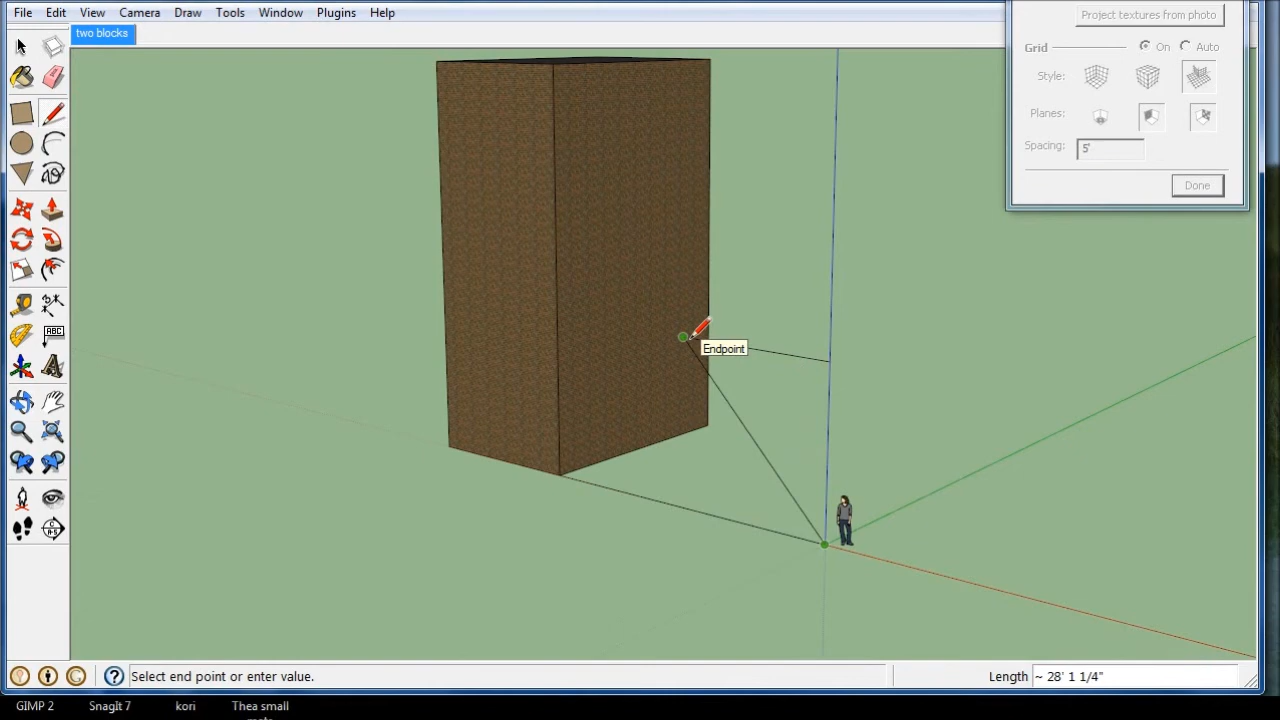 File Edit View Camera Draw Tools Window Plugins Help
Project textures from photo
two blocks
Grid On Auto
Style:
Planes:
Spacing: 5'
Done
ABC
Endpoint
Select end point or enter value. Length ~ 28' 1 1/4"
GIMP 2 SnagIt 7 kori Thea small